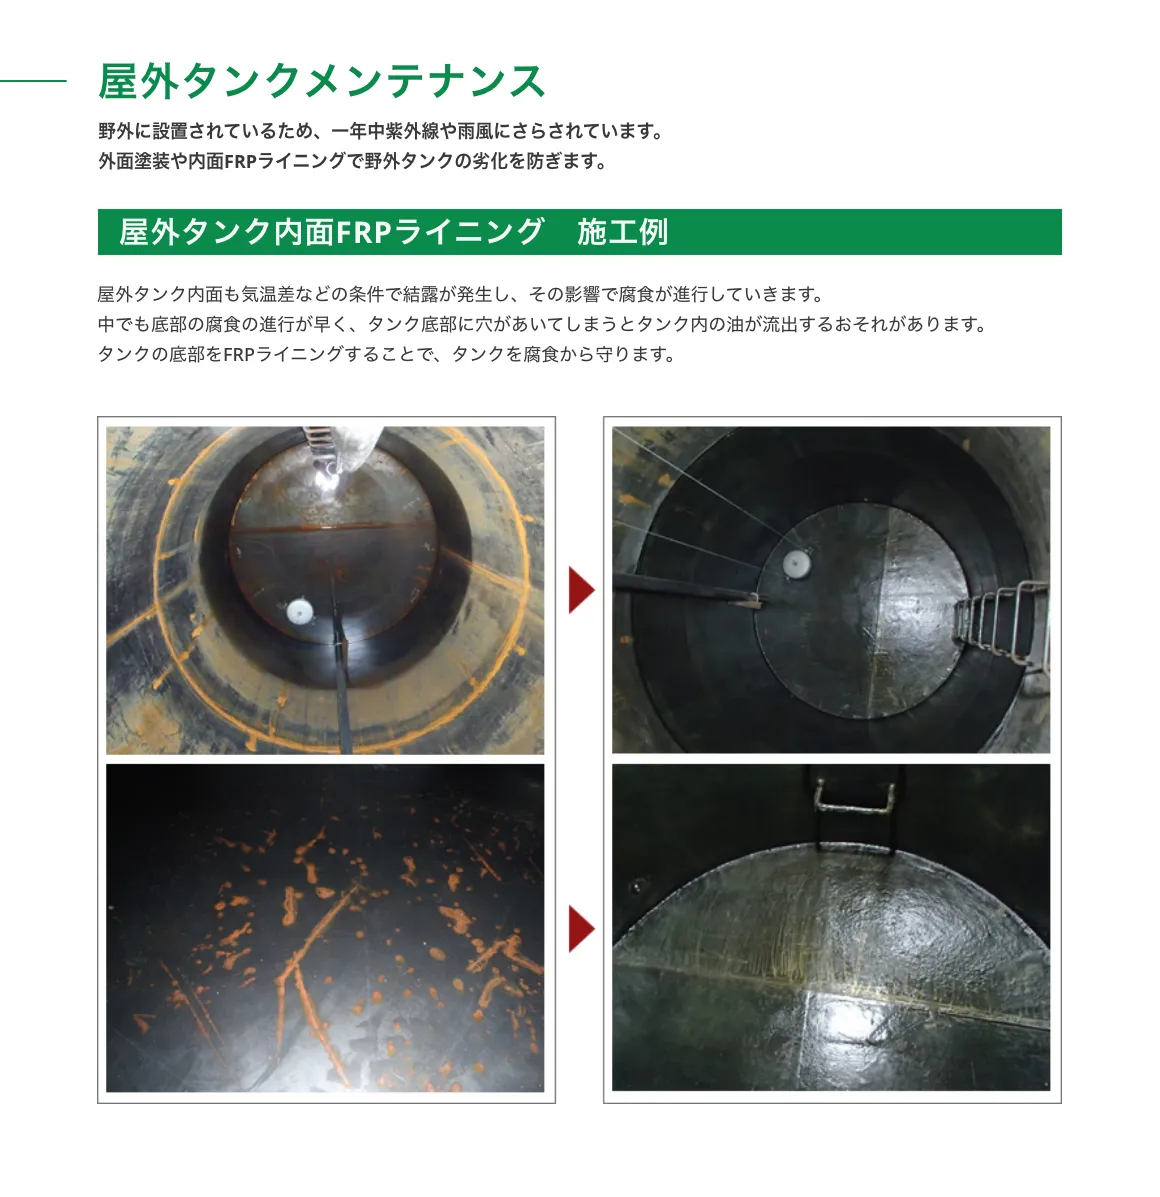 屋外タンクメンテナンス
野外に設置されているため、一年中紫外線や雨風にさらされています。
外面塗装や内面FRPライニングで野外タンクの劣化を防ぎます。
屋外タンク内面FRPライニング　施工例
屋外タンク内面も気温差などの条件で結露が発生し、その影響で腐食が進行していきます。
中でも底部の腐食の進行が早く、タンク底部に穴があいてしまうとタンク内の油が流出するおそれがあります。
タンクの底部をFRPライニングすることで、タンクを腐食から守ります。